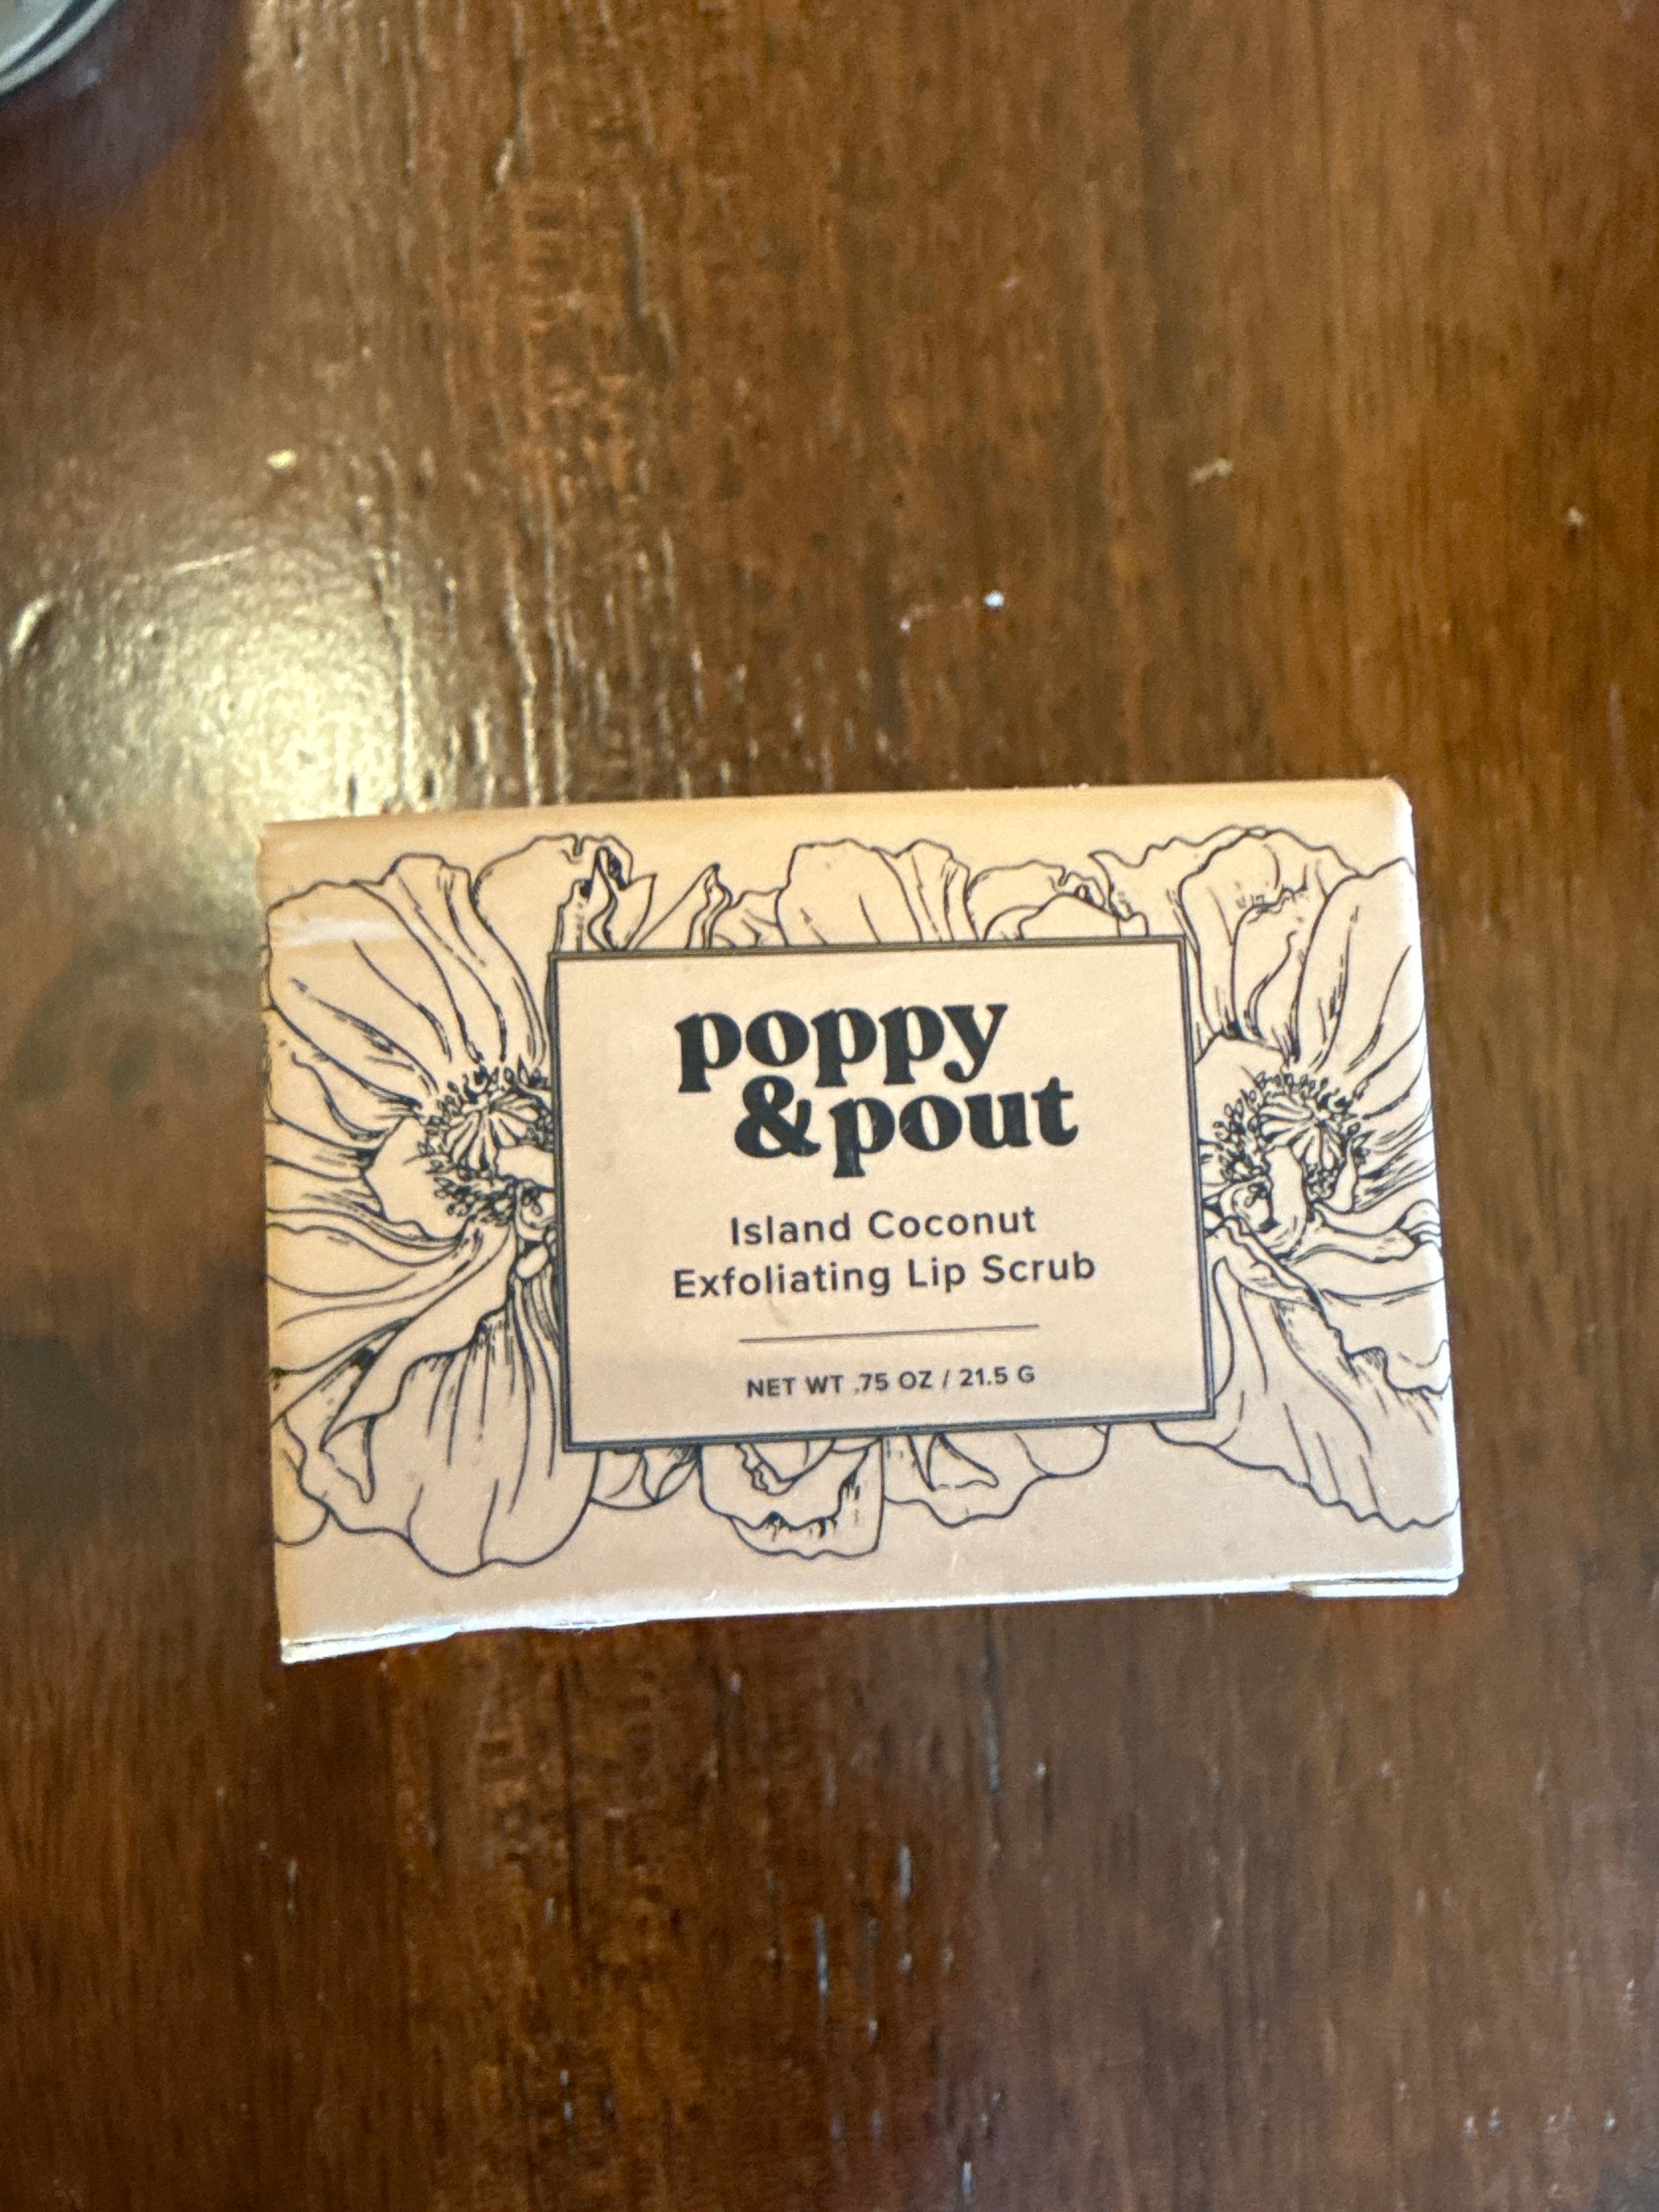 poppy
&pout
Island Coconut
Exfoliating Lip Scrub
NET WT .75 OZ / 21.5 G